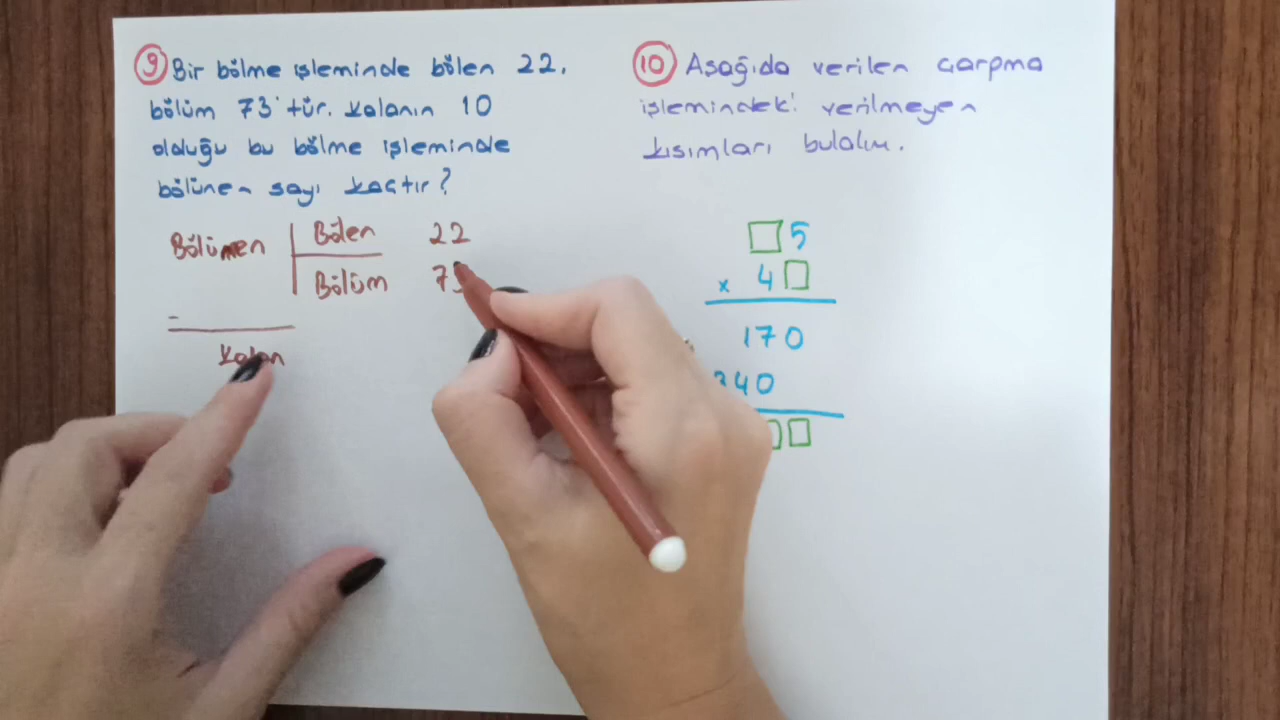 9 Bir bölme işleminde bölen 22,
bölüm 73'tür. Kalanın 10
olduğu bu bölme işleminde
bölünen sayı kaçtır?
Bölünen
Bölen
22
Bölüm
73
-
Kalan
10 Aşağıda verilen çarpma
işlemindeki verilmeyen
kısımları bulalım.
□5
x 4□
170
340
□□